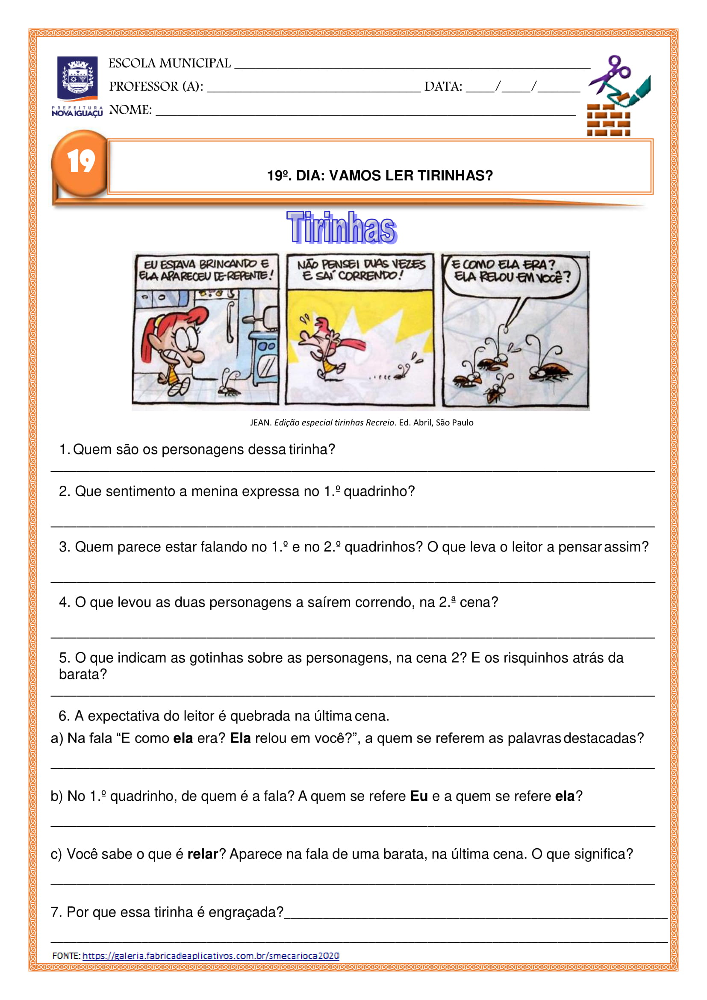 ESCOLA MUNICIPAL ______________________________
PROFESSOR (A): ______________________________ DATA: ____/____/______
PREFEITURA
NOVA IGUAÇU
NOME: ______________________________
19
19º. DIA: VAMOS LER TIRINHAS?
Tirinhas
EU ESTAVA BRINCANDO E
ELA APARECEU DE-REPENTE!
NÃO PENSEI DUAS VEZES
E SAÍ CORRENDO!
E COMO ELA ERA?
ELA RELOU EM VOCÊ?
JEAN. Edição especial tirinhas Recreio. Ed. Abril, São Paulo
1. Quem são os personagens dessa tirinha?
2. Que sentimento a menina expressa no 1.º quadrinho?
3. Quem parece estar falando no 1.º e no 2.º quadrinhos? O que leva o leitor a pensar assim?
4. O que levou as duas personagens a saírem correndo, na 2.ª cena?
5. O que indicam as gotinhas sobre as personagens, na cena 2? E os risquinhos atrás da
barata?
6. A expectativa do leitor é quebrada na última cena.
a) Na fala “E como ela era? Ela relou em você?”, a quem se referem as palavras destacadas?
b) No 1.º quadrinho, de quem é a fala? A quem se refere Eu e a quem se refere ela?
c) Você sabe o que é relar? Aparece na fala de uma barata, na última cena. O que significa?
7. Por que essa tirinha é engraçada?______________________________
FONTE: https://galeria.fabricadeaplicativos.com.br/smecarioca2020